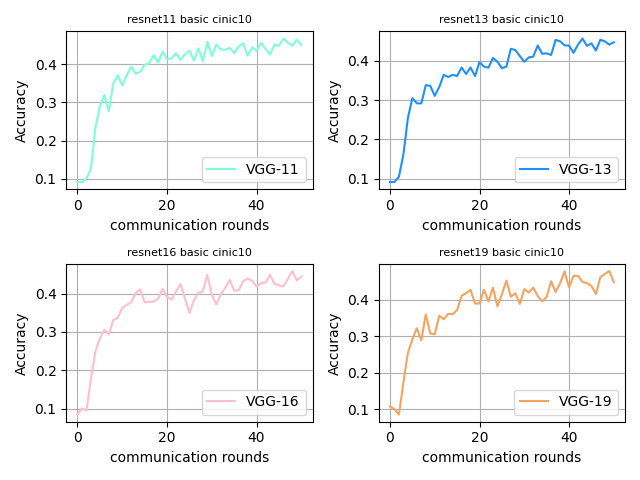 resnet11 basic cinic10
Accuracy
0.4
0.3
0.2
0.1
VGG-11
0
20
40
communication rounds
resnet13 basic cinic10
Accuracy
0.4
0.3
0.2
0.1
VGG-13
0
20
40
communication rounds
resnet16 basic cinic10
Accuracy
0.4
0.3
0.2
0.1
VGG-16
0
20
40
communication rounds
resnet19 basic cinic10
Accuracy
0.4
0.3
0.2
0.1
VGG-19
0
20
40
communication rounds